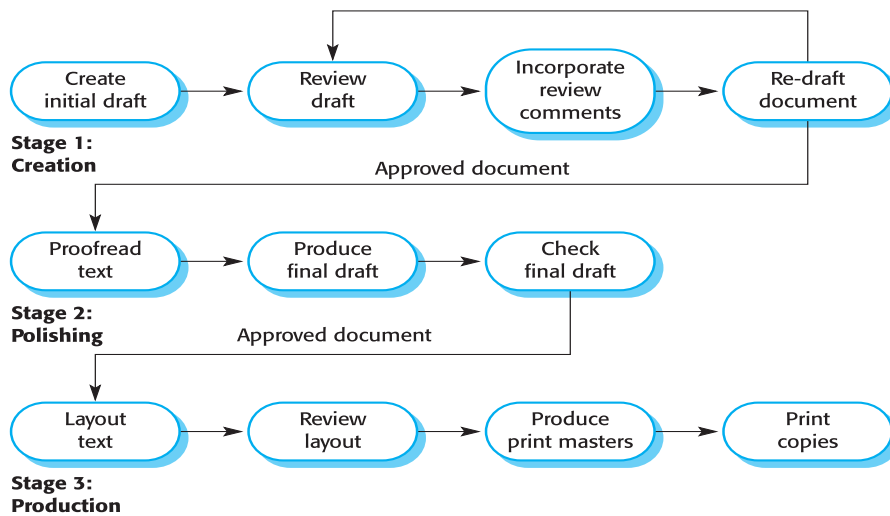 Create
initial draft
Review
draft
Incorporate
review
comments
Re-draft
document
Stage 1:
Creation
Approved document
Proofread
text
Produce
final draft
Check
final draft
Stage 2:
Polishing
Approved document
Layout
text
Review
layout
Produce
print masters
Print
copies
Stage 3:
Production